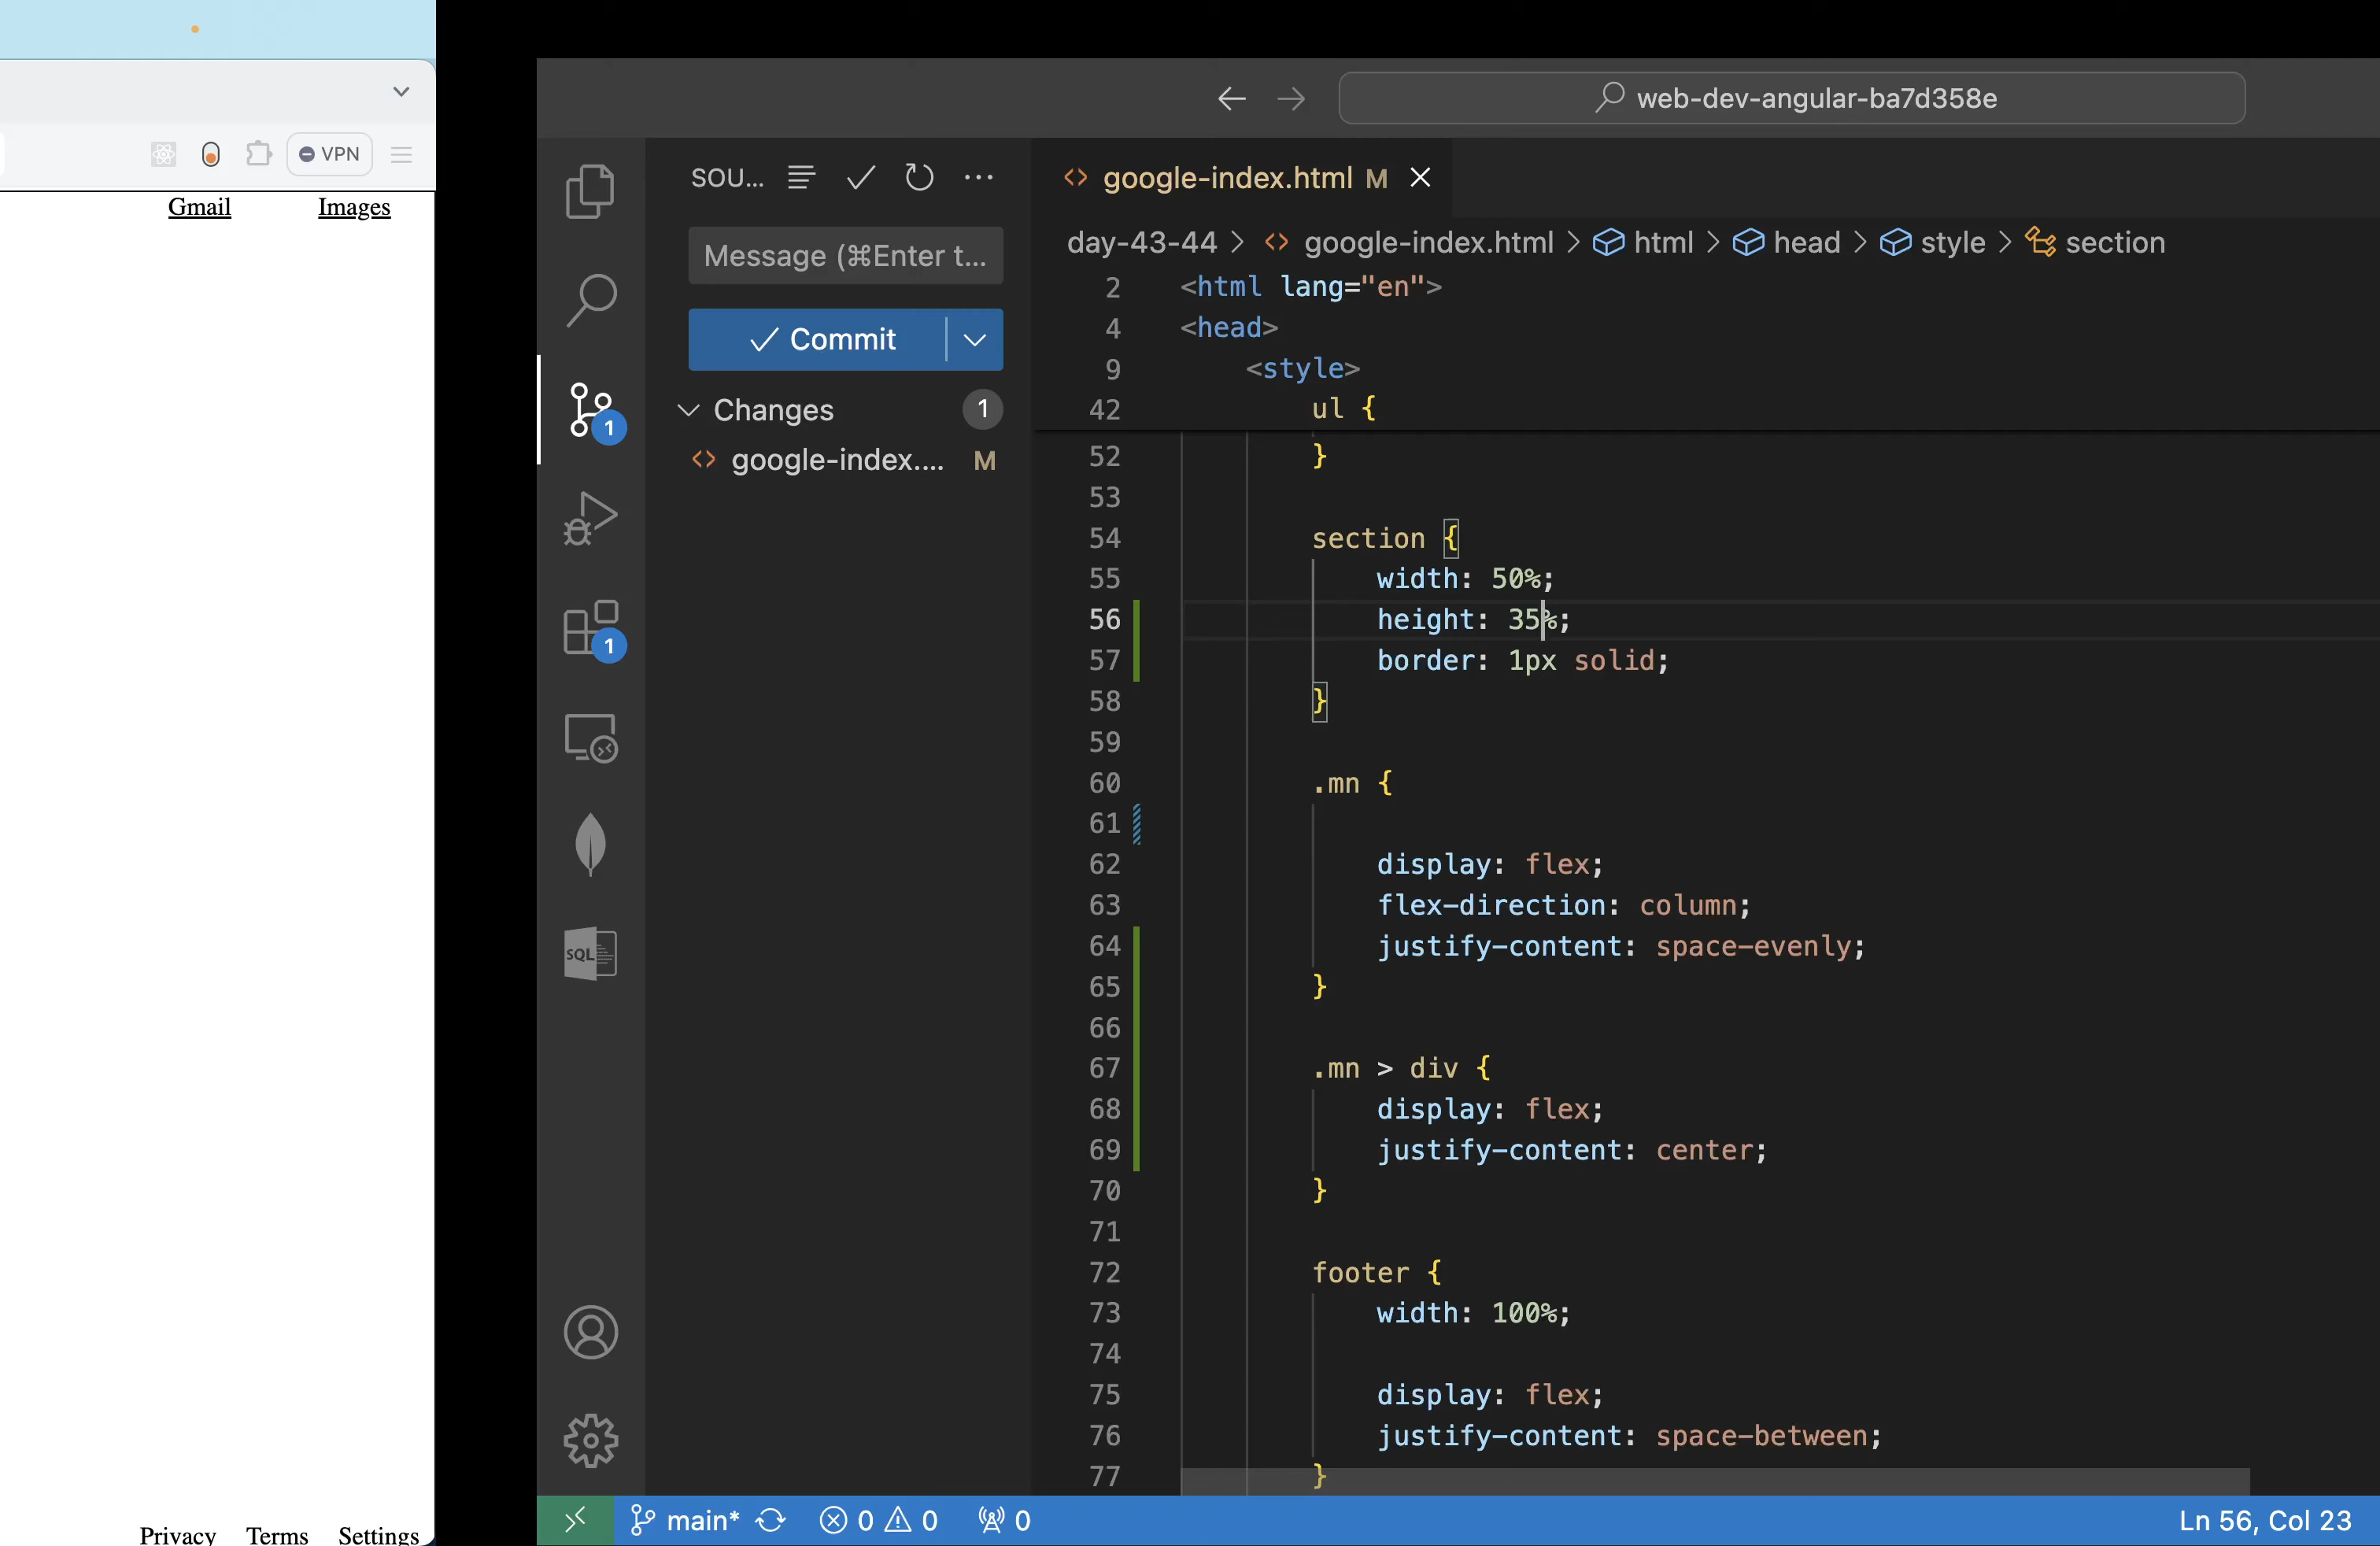 VPN
Gmail Images
Privacy Terms Settings
web-dev-angular-ba7d358e
SOU...
Message (⌘Enter t...
Commit
Changes 1
google-index.... M
1
1
SQL
google-index.html M
day-43-44 > google-index.html > html > head > style > section
2 <html lang="en">
4 <head>
9 <style>
42 ul {
52 }
53
54 section {
55 width: 50%;
56 height: 35%;
57 border: 1px solid;
58 }
59
60 .mn {
61
62 display: flex;
63 flex-direction: column;
64 justify-content: space-evenly;
65 }
66
67 .mn > div {
68 display: flex;
69 justify-content: center;
70 }
71
72 footer {
73 width: 100%;
74
75 display: flex;
76 justify-content: space-between;
77 }
main* 0 0 0 Ln 56, Col 23